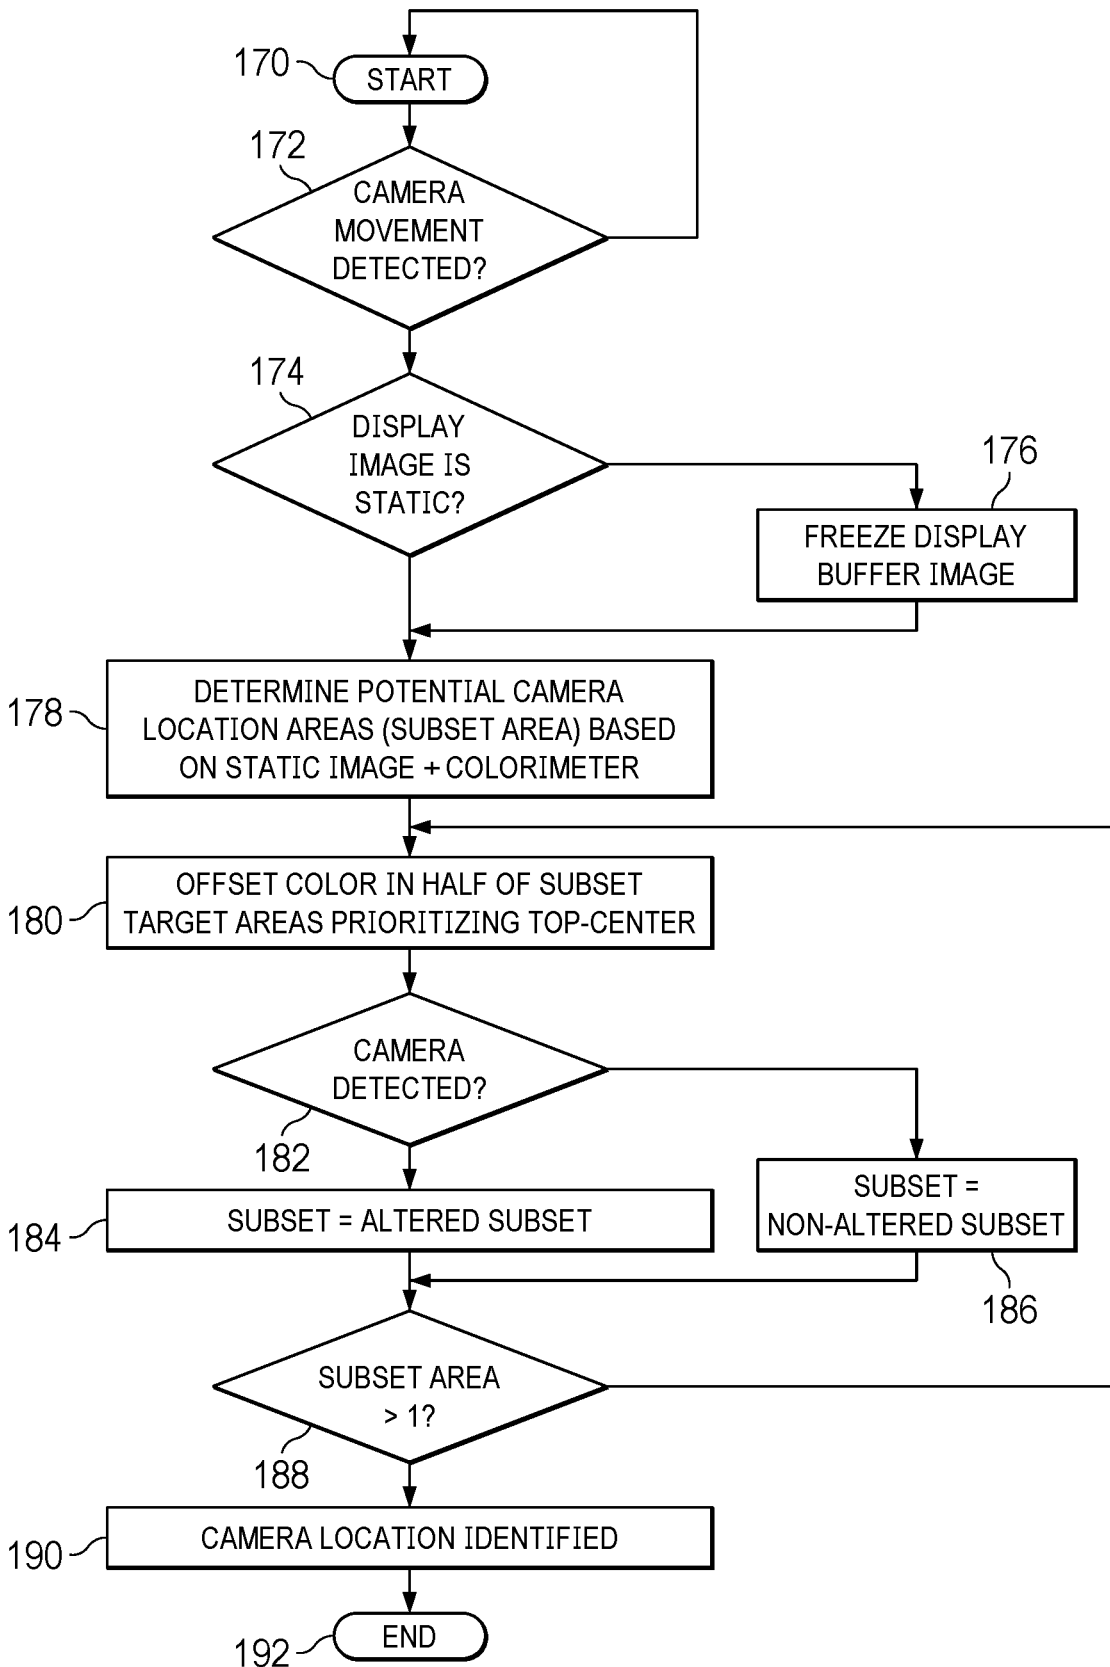 170
START
172
CAMERA
MOVEMENT
DETECTED?
174
DISPLAY
IMAGE IS
STATIC?
176
FREEZE DISPLAY
BUFFER IMAGE
178
DETERMINE POTENTIAL CAMERA
LOCATION AREAS (SUBSET AREA) BASED
ON STATIC IMAGE + COLORIMETER
180
OFFSET COLOR IN HALF OF SUBSET
TARGET AREAS PRIORITIZING TOP-CENTER
CAMERA
DETECTED?
182
184
SUBSET = ALTERED SUBSET
SUBSET =
NON-ALTERED SUBSET
186
SUBSET AREA
> 1?
188
190
CAMERA LOCATION IDENTIFIED
192
END